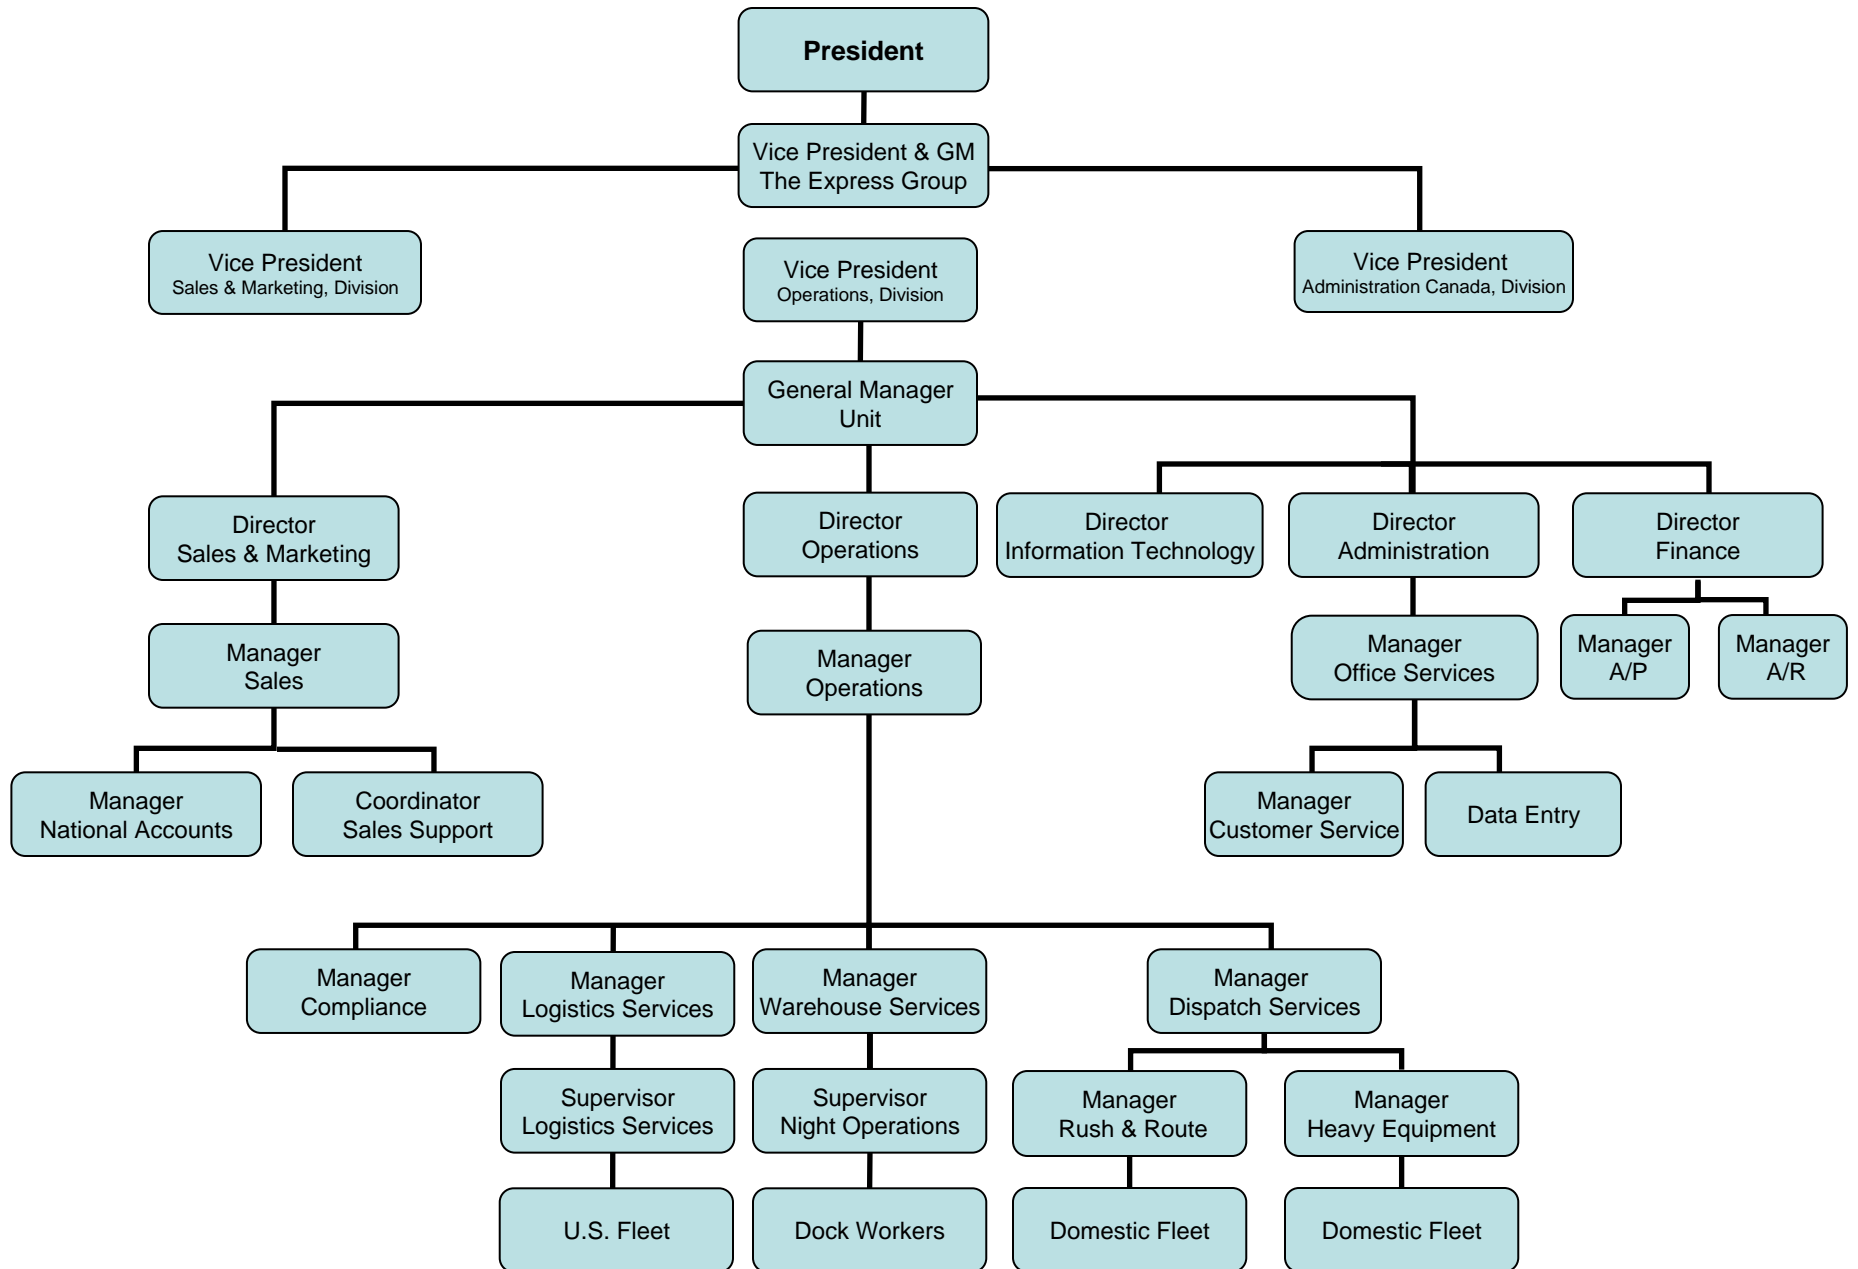 President
Vice President & GM
The Express Group
Vice President
Sales & Marketing, Division
Vice President
Operations, Division
Vice President
Administration Canada, Division
General Manager
Unit
Director
Sales & Marketing
Director
Operations
Director
Information Technology
Director
Administration
Director
Finance
Manager
Sales
Manager
Operations
Manager
Office Services
Manager
A/P
Manager
A/R
Manager
National Accounts
Coordinator
Sales Support
Manager
Customer Service
Data Entry
Manager
Compliance
Manager
Logistics Services
Manager
Warehouse Services
Manager
Dispatch Services
Supervisor
Logistics Services
Supervisor
Night Operations
Manager
Rush & Route
Manager
Heavy Equipment
U.S. Fleet
Dock Workers
Domestic Fleet
Domestic Fleet